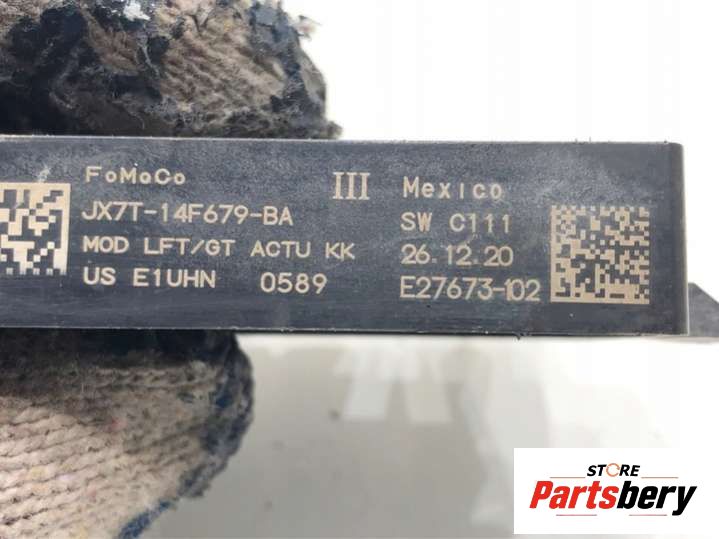 FoMoCo III Mexico
JX7T-14F679-BA SW C111
MOD LFT/GT ACTU KK 26.12.20
US E1UHN 0589 E27673-102
STORE
Partsbery